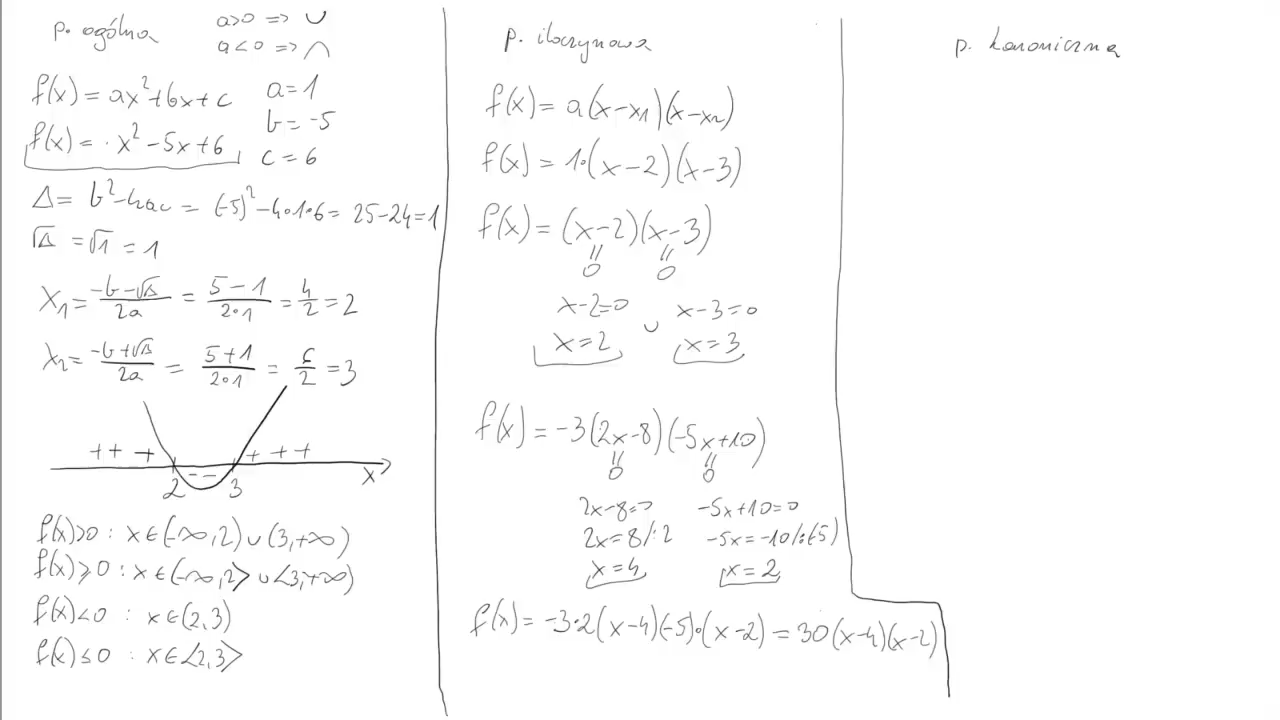 p. ogólna
a>0 => ∪
a<0 => ∩
f(x) = ax²+bx+c
a=1
f(x) = x² - 5x + 6
b = -5
c = 6
Δ = b²-4ac = (-5)² - 4·1·6 = 25-24=1
√Δ = √1 = 1
x₁ = (-b-√Δ)/2a = (5-1)/(2·1) = 4/2 = 2
x₂ = (-b+√Δ)/2a = (5+1)/(2·1) = 6/2 = 3
++ + -- + + +
2 3 x
f(x)>0 : x∈(-∞,2)∪(3,+∞)
f(x)⩾0 : x∈(-∞,2>∪<3,+∞)
f(x)<0 : x∈(2,3)
f(x)≤0 : x∈<2,3>
p. iloczynowa
f(x) = a(x-x₁)(x-x₂)
f(x) = 1·(x-2)(x-3)
f(x) = (x-2)(x-3)
= =
0 0
x-2=0 ∪ x-3=0
x=2 x=3
f(x) = -3(2x-8)(-5x+10)
= =
0 0
2x-8=0 -5x+10=0
2x=8/:2 -5x=-10/:(-5)
x=4 x=2
f(x) = -3·2(x-4)(-5)·(x-2) = 30(x-4)(x-2)
p. kanoniczna